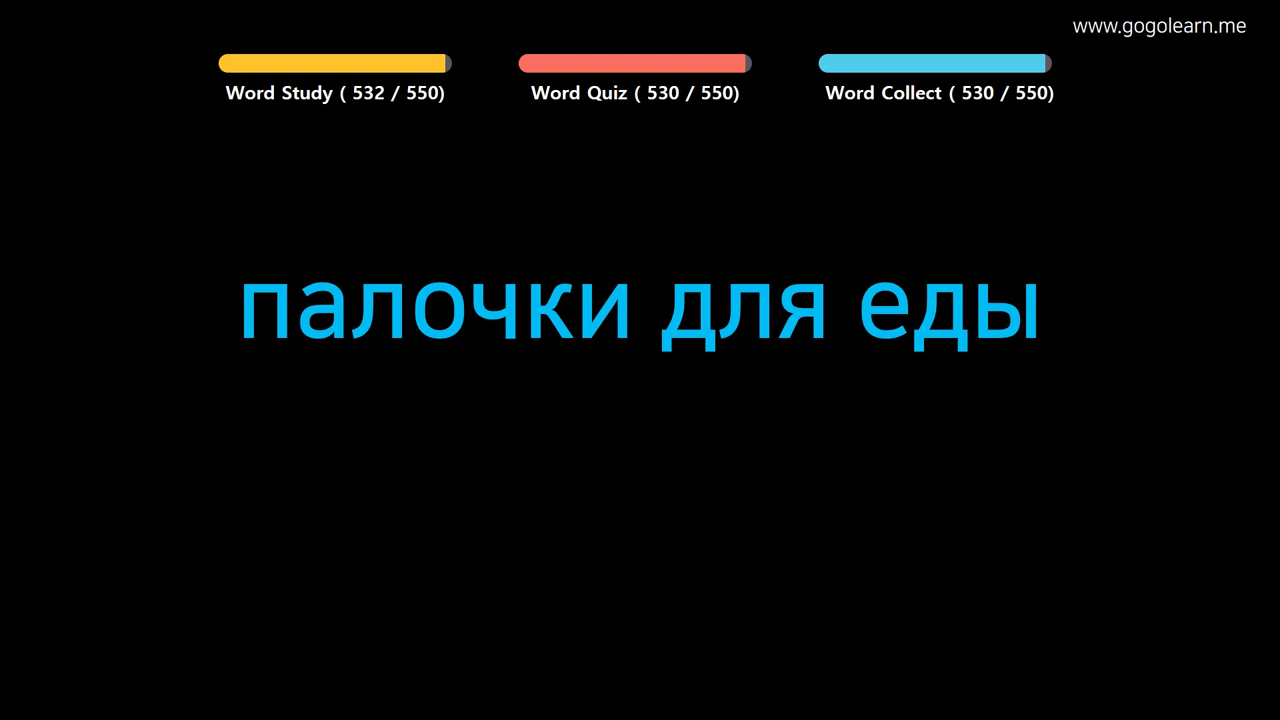 www.gogolearn.me
Word Study ( 532 / 550)
Word Quiz ( 530 / 550)
Word Collect ( 530 / 550)
палочки для еды